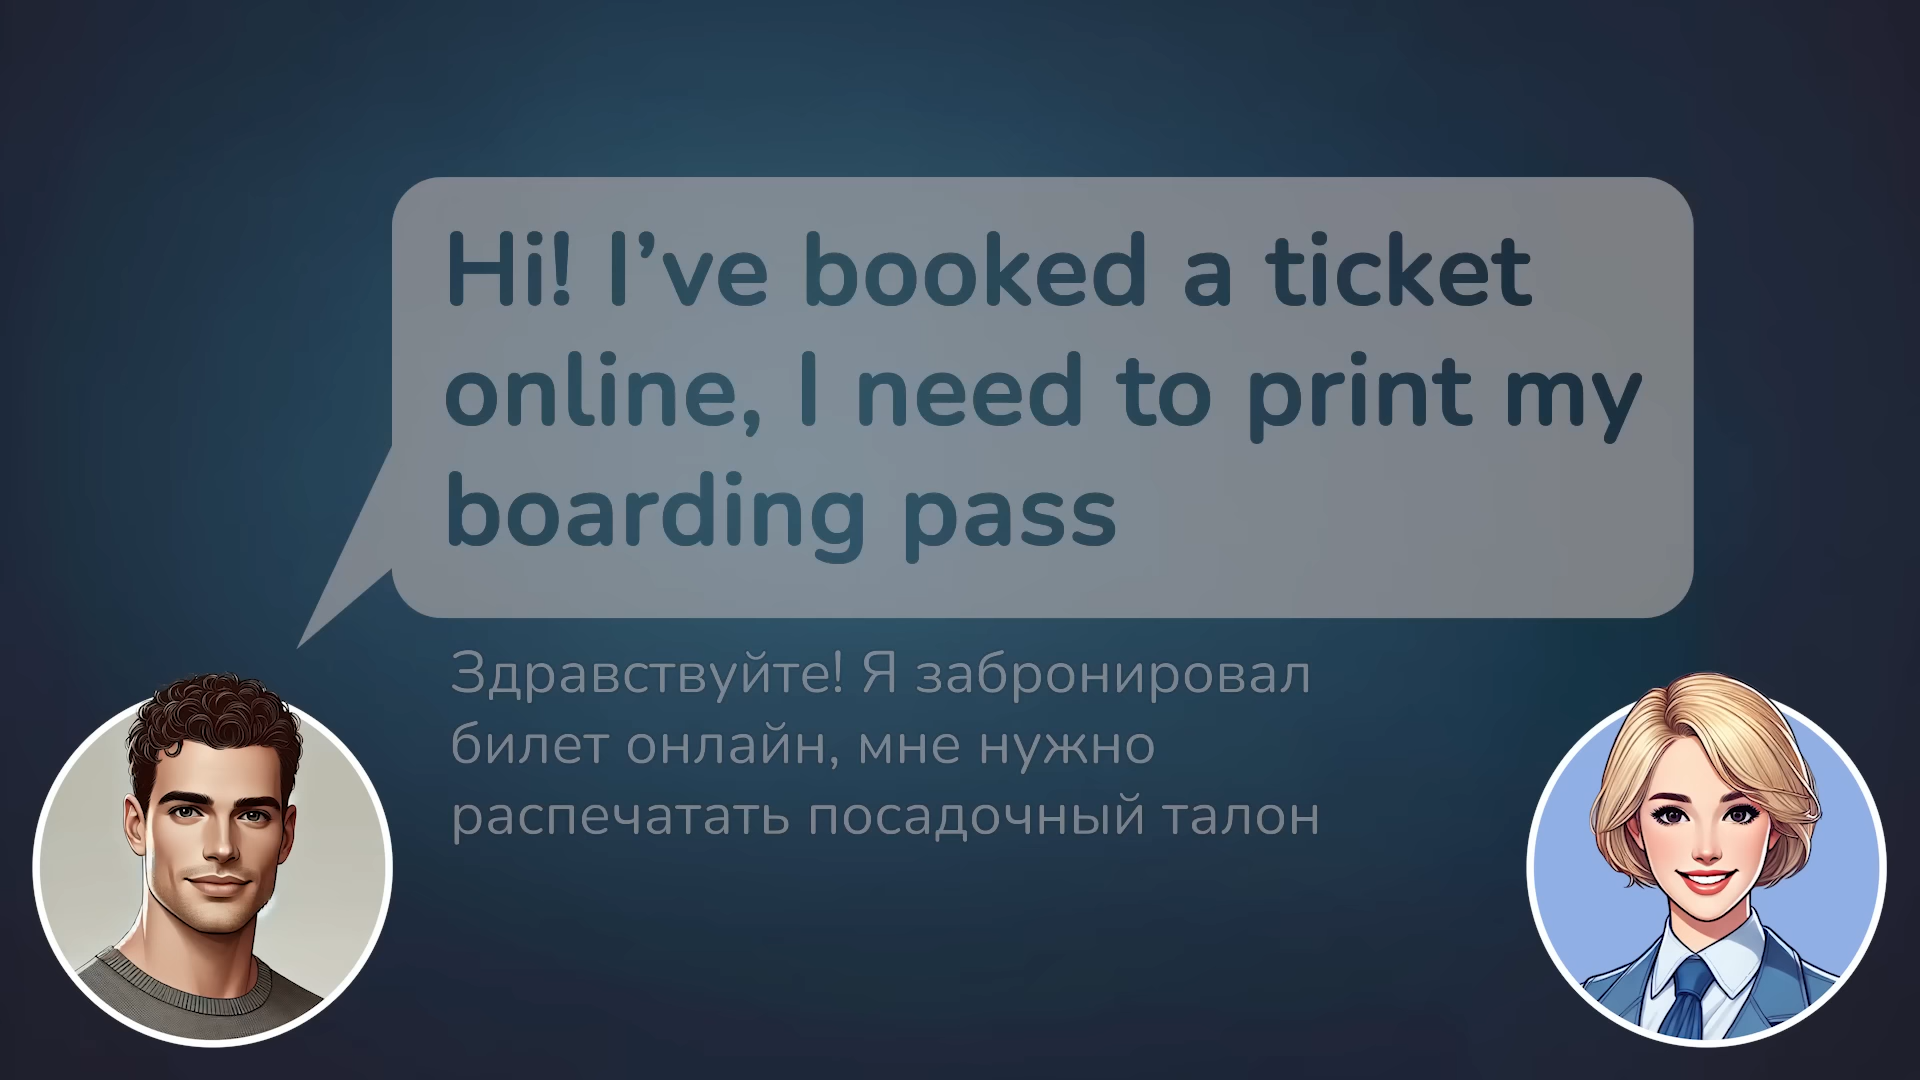 Hi! I’ve booked a ticket
online, I need to print my
boarding pass
Здравствуйте! Я забронировал
билет онлайн, мне нужно
распечатать посадочный талон